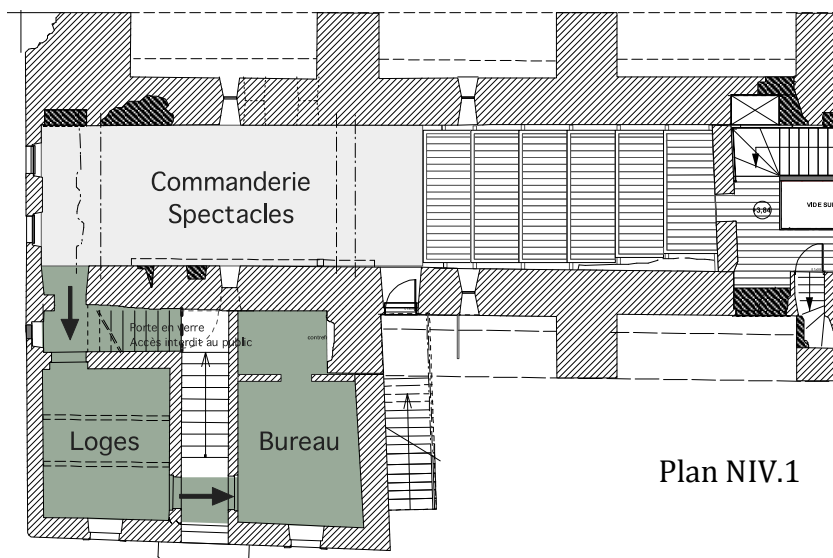 Commanderie
Spectacles
+3,84
VIDE SUR
Porte en verre
Accès interdit au public
Loges
Bureau
Plan NIV.1